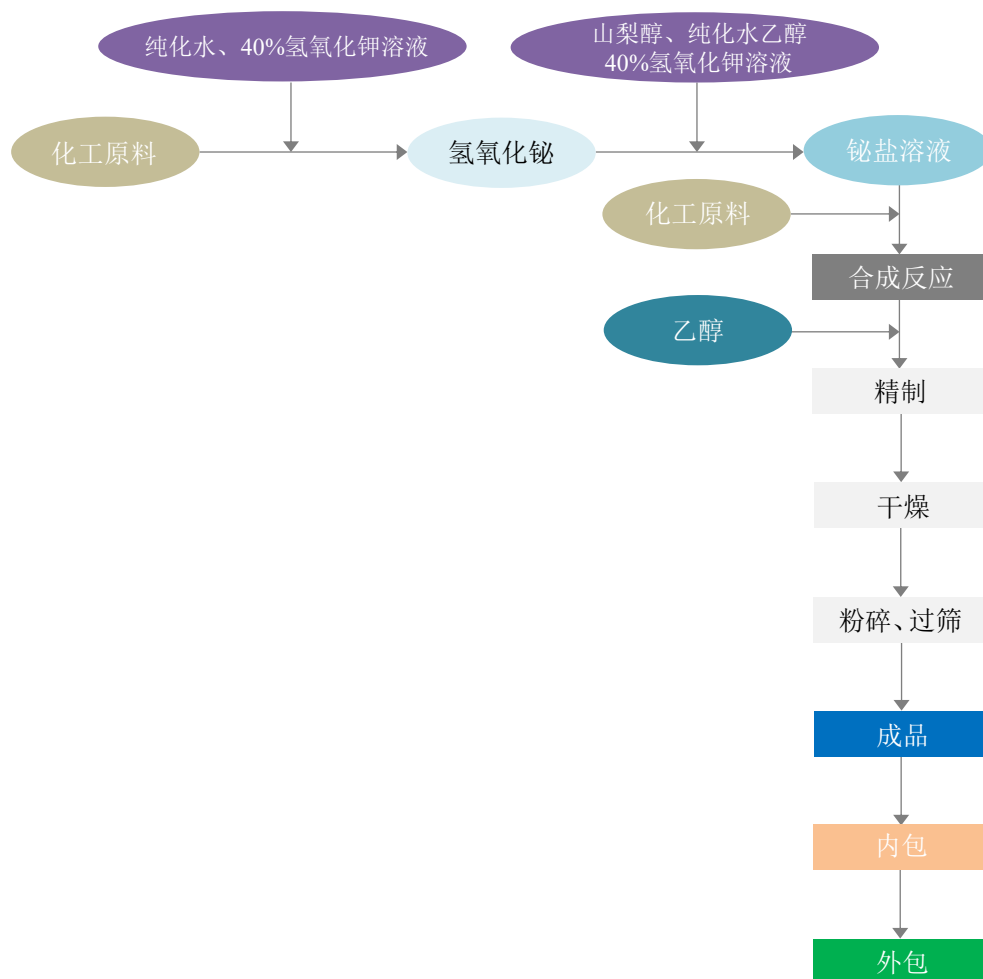 纯化水、40%氢氧化钾溶液
山梨醇、纯化水乙醇
40%氢氧化钾溶液
化工原料
氢氧化铋
铋盐溶液
化工原料
合成反应
乙醇
精制
干燥
粉碎、过筛
成品
内包
外包